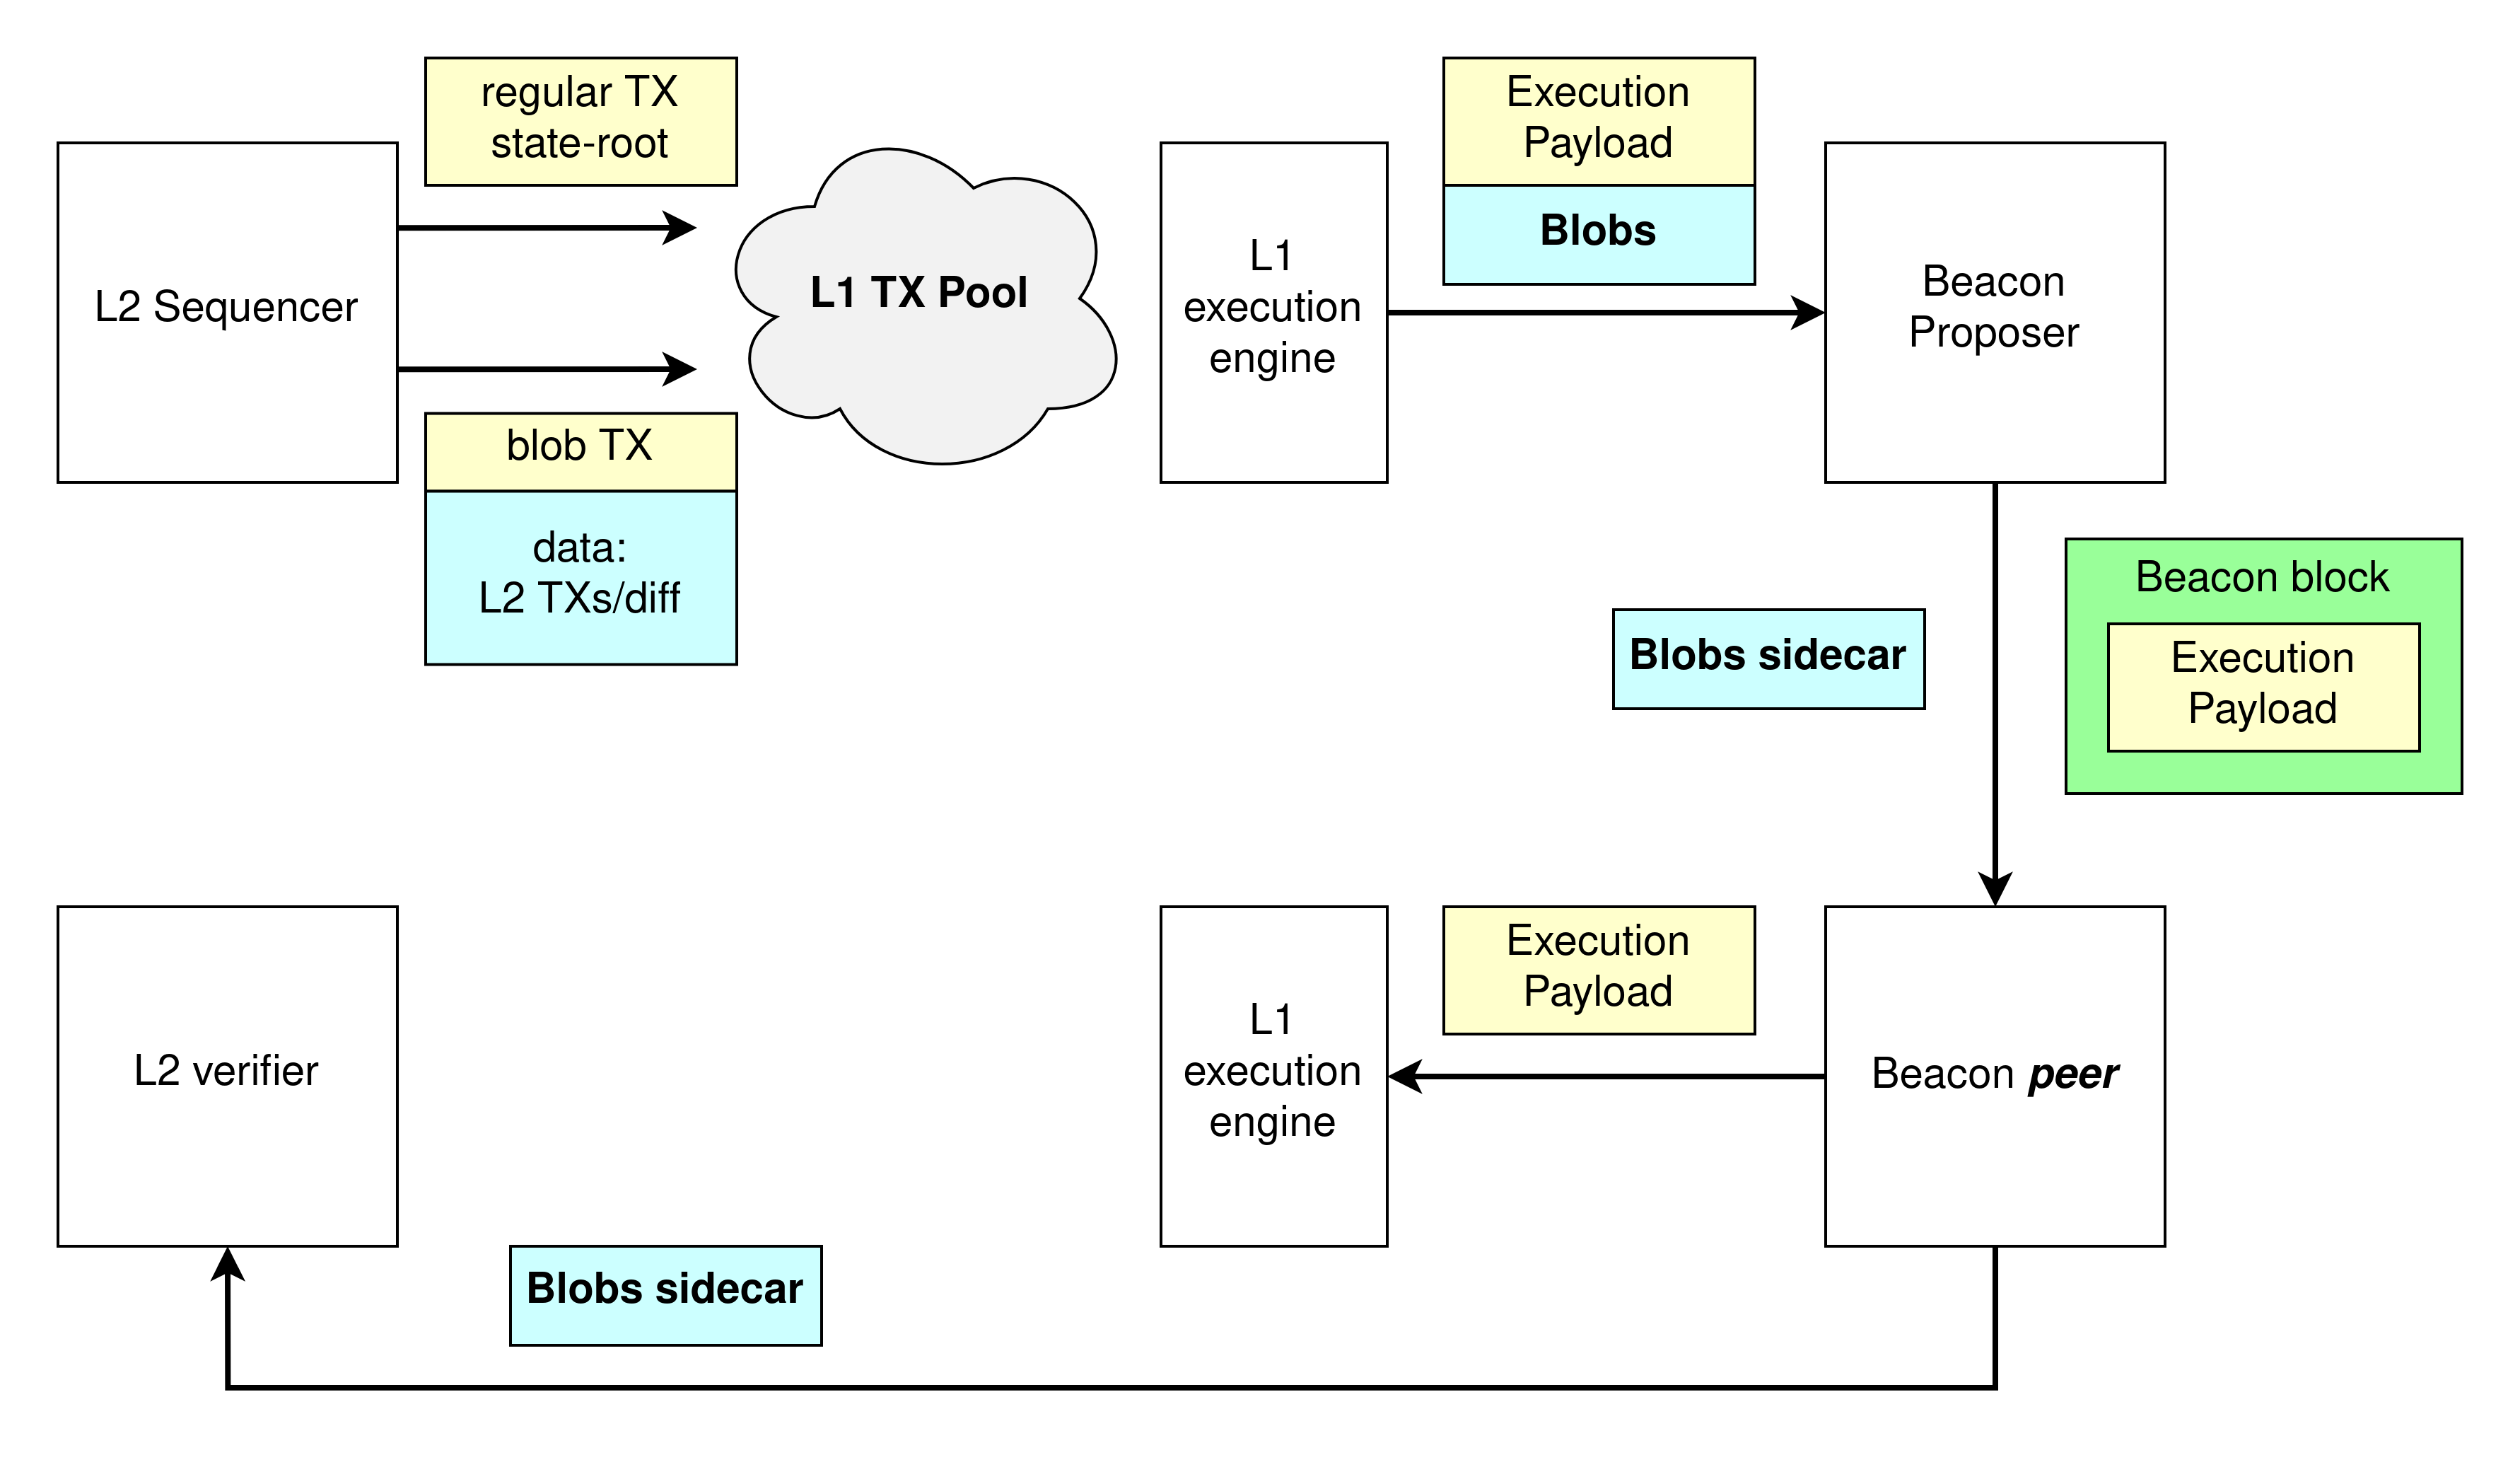 regular TX
state-root
L2 Sequencer
L1 TX Pool
blob TX
data:
L2 TXs/diff
L1
execution
engine
Execution
Payload
Blobs
Beacon
Proposer
Blobs sidecar
Beacon block
Execution
Payload
L2 verifier
L1
execution
engine
Execution
Payload
Beacon peer
Blobs sidecar